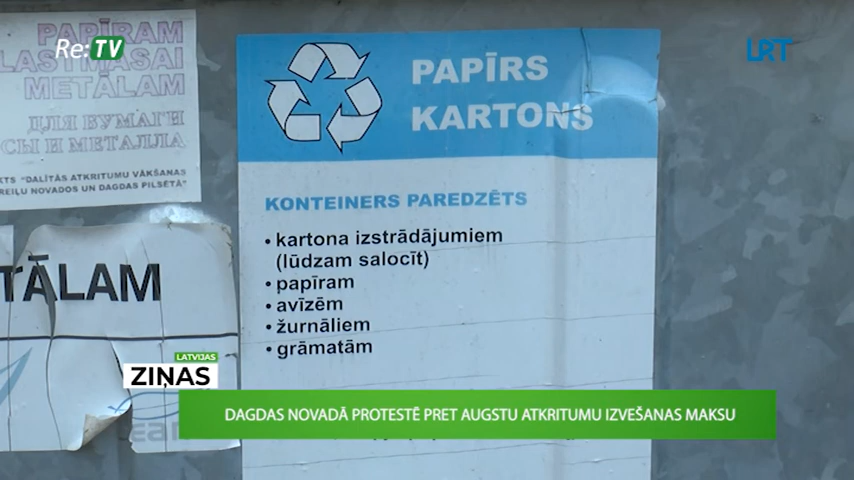 Re:TV
LRT
PAPĪRAM
METĀLAM
ДЛЯ БУМАГИ
И МЕТАЛЛА
"DALĪTĀS ATKRITUMU VĀKŠANAS
NOVADOS UN DAGDAS PILSĒTĀ"
TĀLAM
PAPĪRS
KARTONS
KONTEINERS PAREDZĒTS
• kartona izstrādājumiem
(lūdzam salocīt)
• papīram
• avīzēm
• žurnāliem
• grāmatām
LATVIJAS
ZIŅAS
DAGDAS NOVADĀ PROTESTĒ PRET AUGSTU ATKRITUMU IZVEŠANAS MAKSU